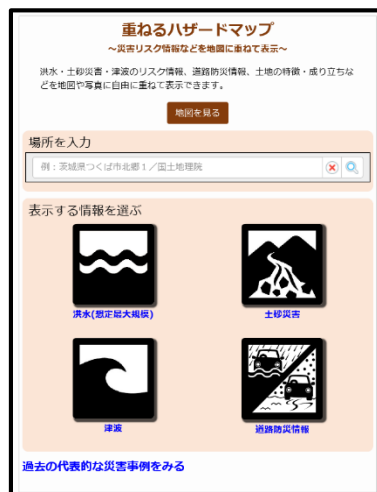 重ねるハザードマップ
～災害リスク情報などを地図に重ねて表示～
洪水・土砂災害・津波のリスク情報、道路防災情報、土地の特徴・成り立ちな
どを地図や写真に自由に重ねて表示できます。
地図を見る
場所を入力
例：茨城県つくば市北郷１／国土地理院
表示する情報を選ぶ
洪水(想定最大規模)
土砂災害
津波
道路防災情報
過去の代表的な災害事例をみる